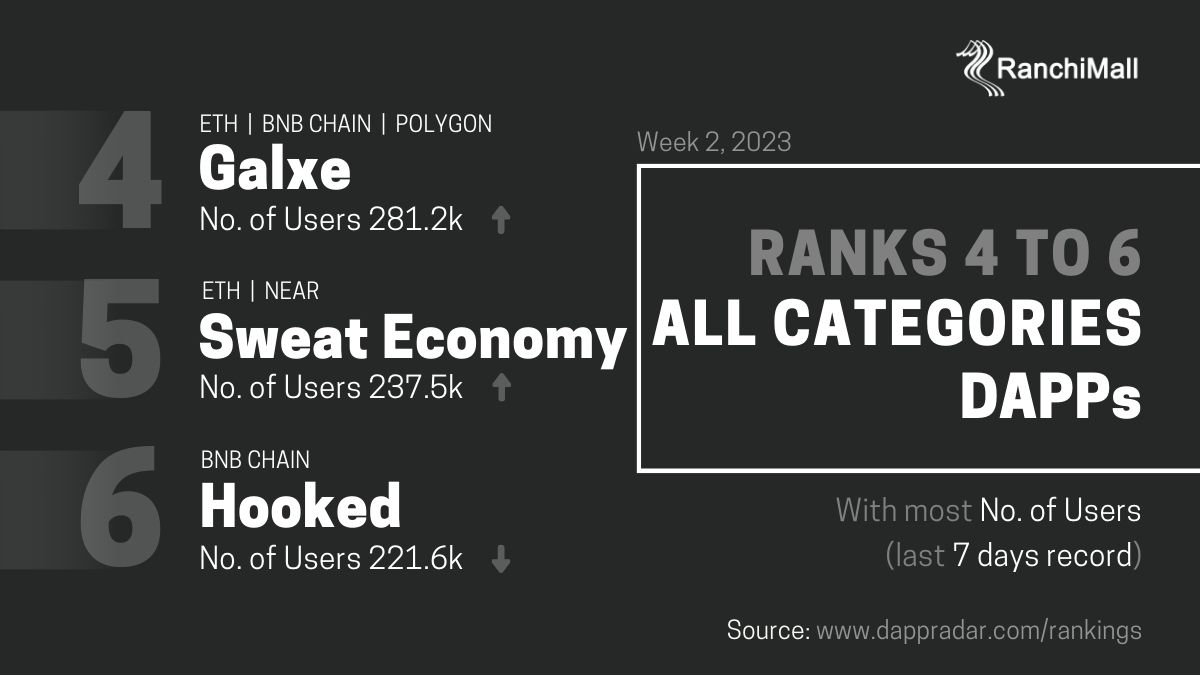 RanchiMall
4
ETH | BNB CHAIN | POLYGON
Galxe
No. of Users 281.2k
5
ETH | NEAR
Sweat Economy
No. of Users 237.5k
6
BNB CHAIN
Hooked
No. of Users 221.6k
Week 2, 2023
RANKS 4 TO 6
ALL CATEGORIES
DAPPs
With most No. of Users
(last 7 days record)
Source: www.dappradar.com/rankings